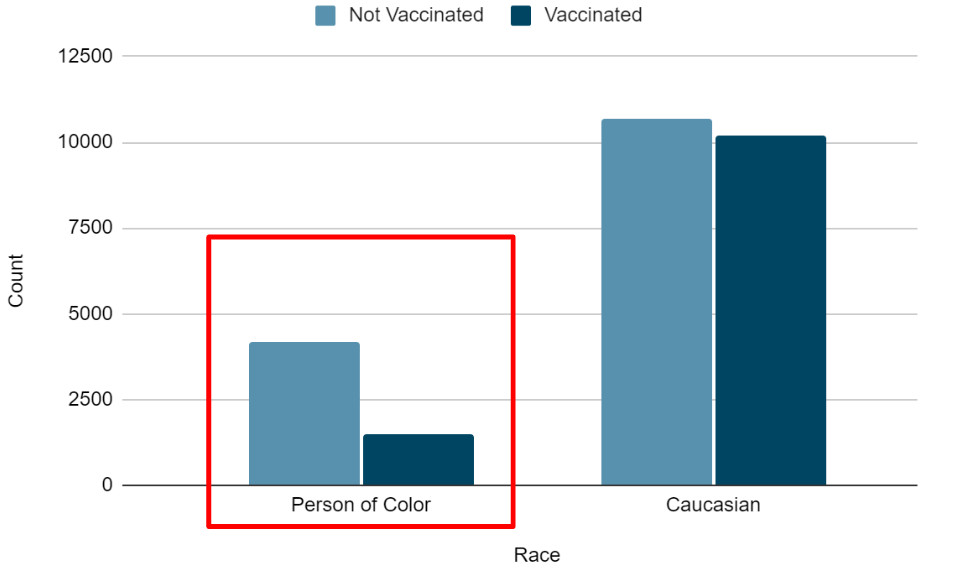 Not Vaccinated Vaccinated
12500
10000
7500
5000
2500
0
Count
Person of Color Caucasian
Race